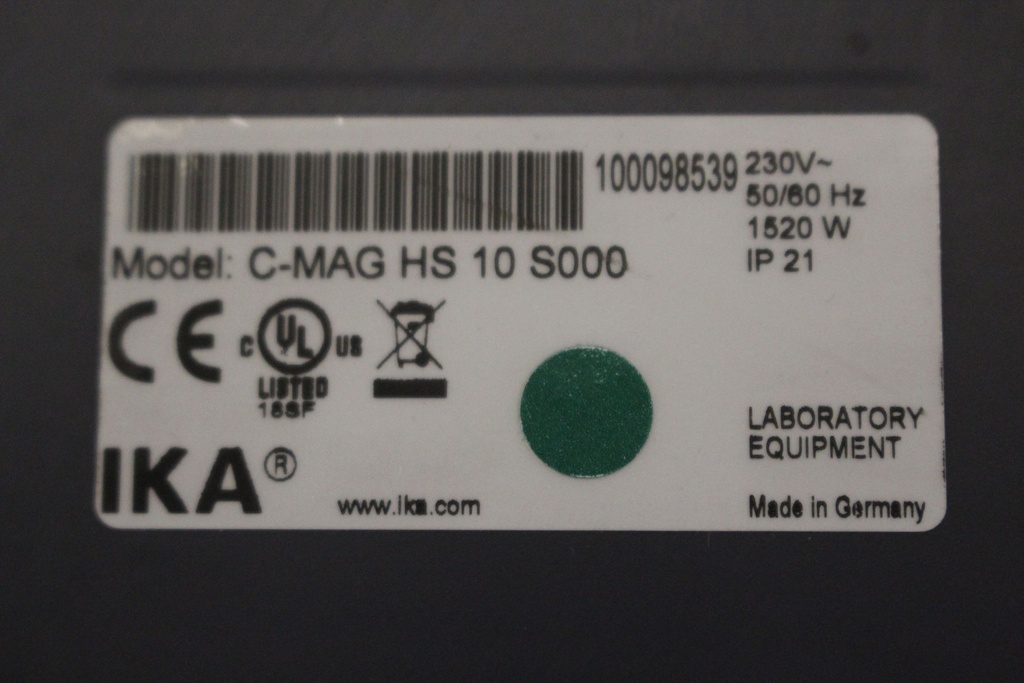 100098539
230V~
50/60 Hz
1520 W
IP 21
Model: C-MAG HS 10 S000
CE
C UL US
LISTED
18SF
IKA®
www.ika.com
LABORATORY
EQUIPMENT
Made in Germany